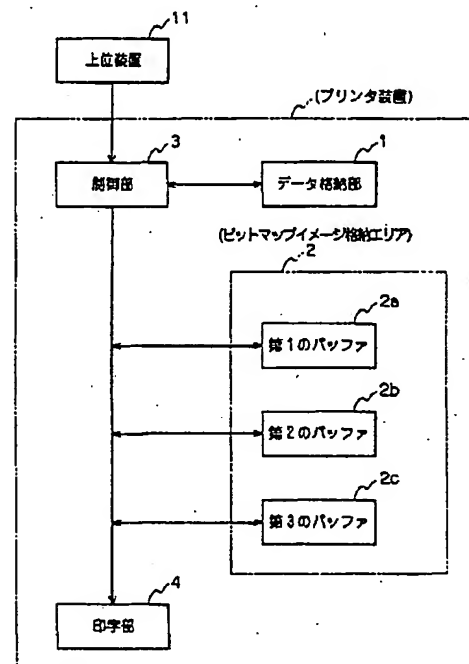 11
上位装置
(プリンタ装置)
3
制御部
1
データ格納部
(ビットマップイメージ格納エリア)
2
2a
第1のバッファ
2b
第2のバッファ
2c
第3のバッファ
4
印字部